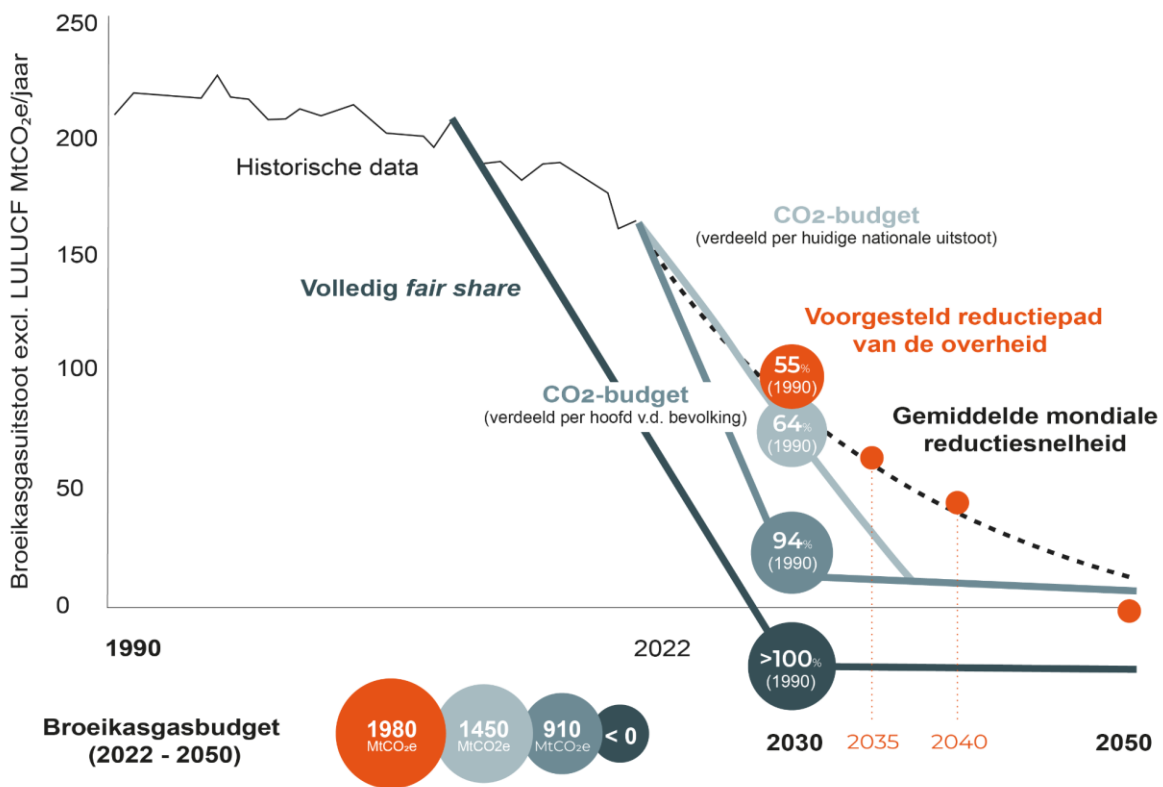 Broeikasgasuitstoot excl. LULUCF MtCO₂e/jaar
250
200
150
100
50
0
Historische data
Volledig fair share
CO2-budget
(verdeeld per huidige nationale uitstoot)
Voorgesteld reductiepad
van de overheid
CO2-budget
(verdeeld per hoofd v.d. bevolking)
Gemiddelde mondiale
reductiesnelheid
55%
(1990)
64%
(1990)
94%
(1990)
>100%
(1990)
1990
2022
2030
2035
2040
2050
Broeikasgasbudget
(2022 - 2050)
1980
MtCO₂e
1450
MtCO2e
910
MtCO₂e
< 0